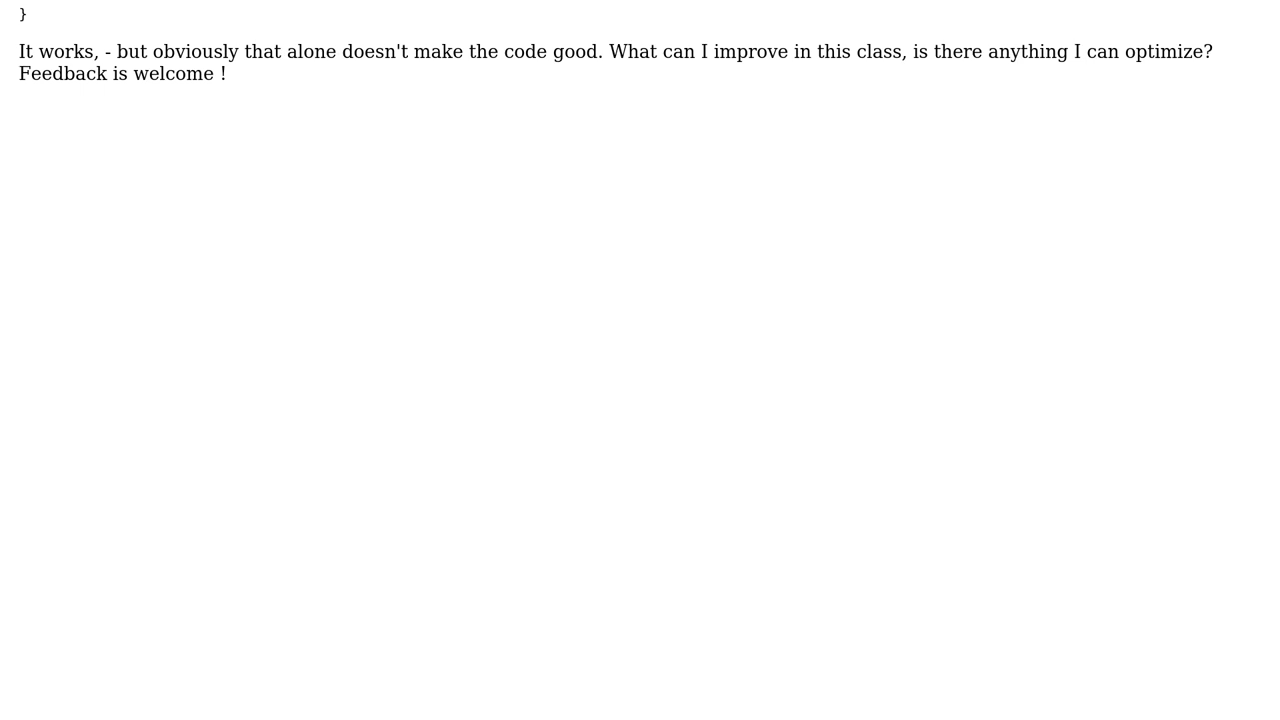 }
It works, - but obviously that alone doesn't make the code good. What can I improve in this class, is there anything I can optimize?
Feedback is welcome !